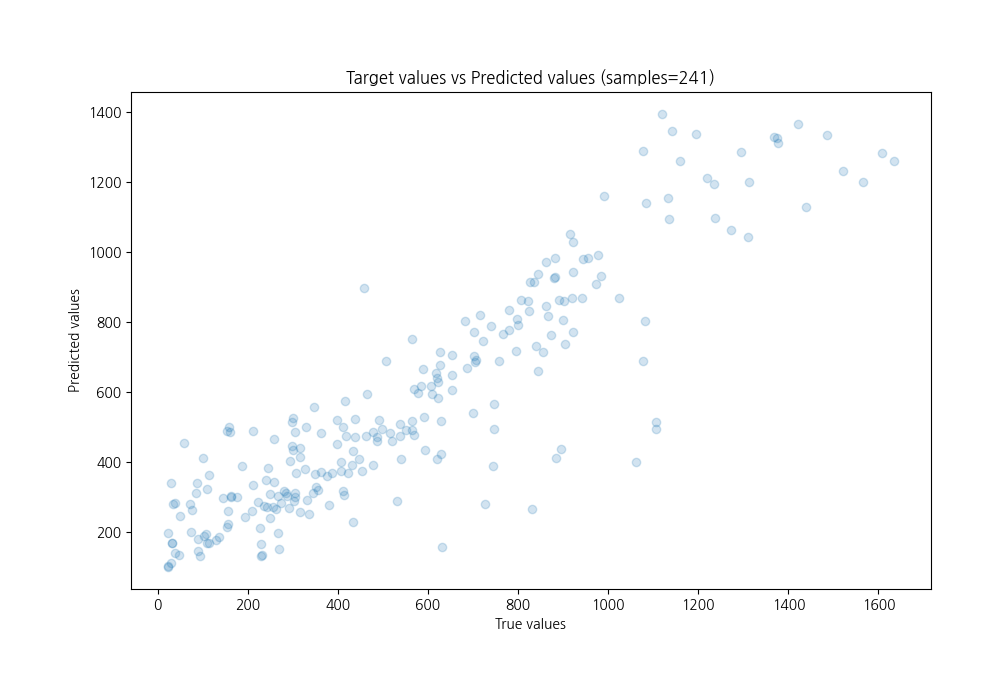 Target values vs Predicted values (samples=241)
1400
1200
1000
800
600
400
200
Predicted values
0 200 400 600 800 1000 1200 1400 1600
True values